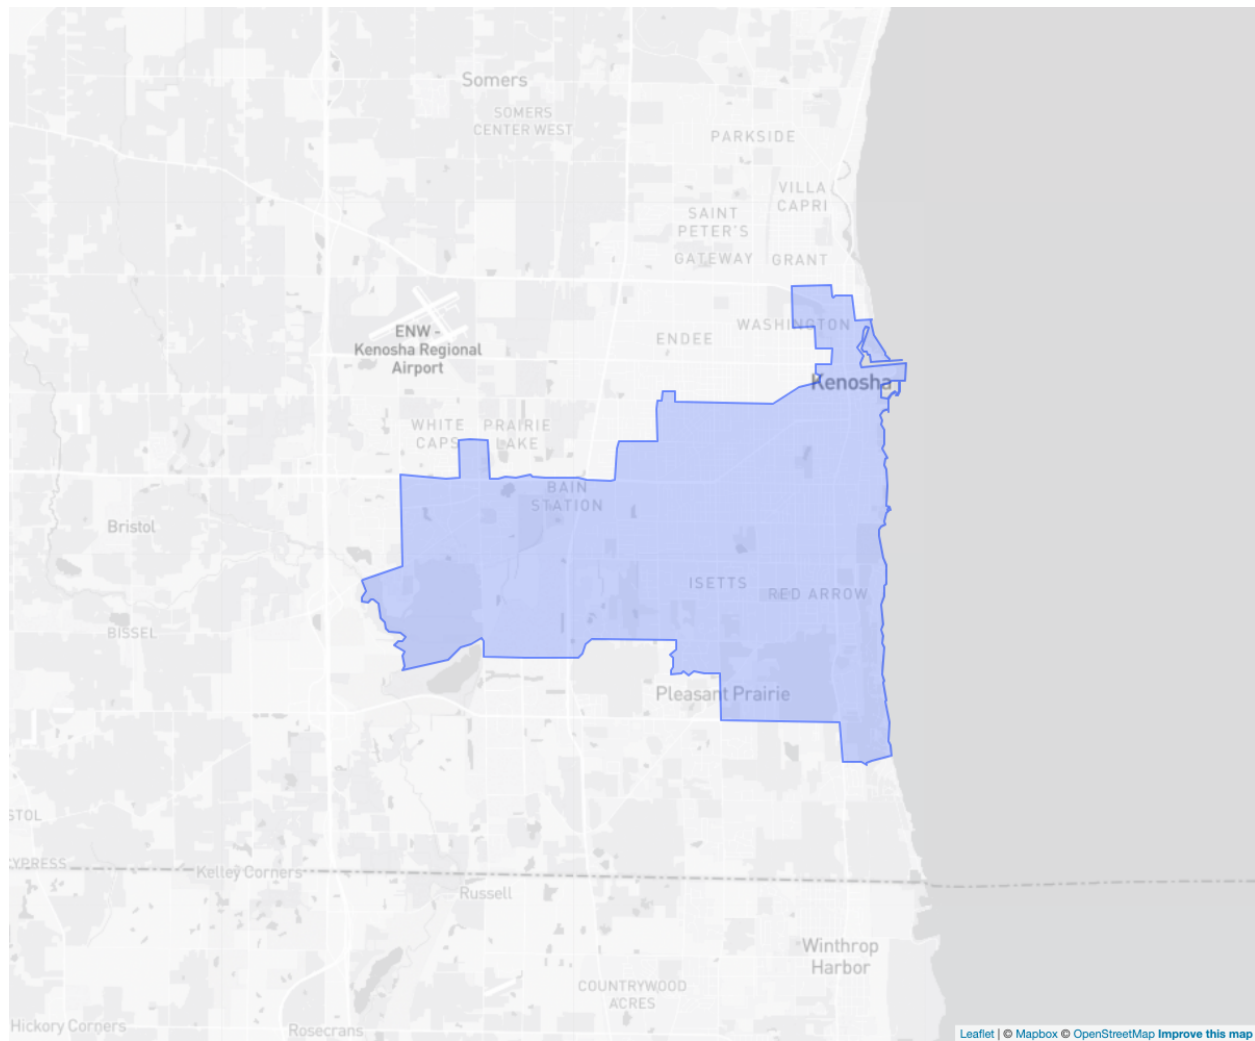 Somers
SOMERS
CENTER WEST
PARKSIDE
VILLA
CAPRI
SAINT
PETER'S
GATEWAY
GRANT
ENW -
Kenosha Regional
Airport
WASHINGTON
ENDEE
Kenosha
WHITE
CAPS
PRAIRIE
LAKE
BAIN
STATION
Bristol
ISETTS
RED ARROW
BISSEL
Pleasant Prairie
STOL
CYPRESS
Kelley Corners
Russell
Winthrop
Harbor
COUNTRYWOOD
ACRES
Hickory Corners
Rosecrans
Leaflet | © Mapbox © OpenStreetMap Improve this map